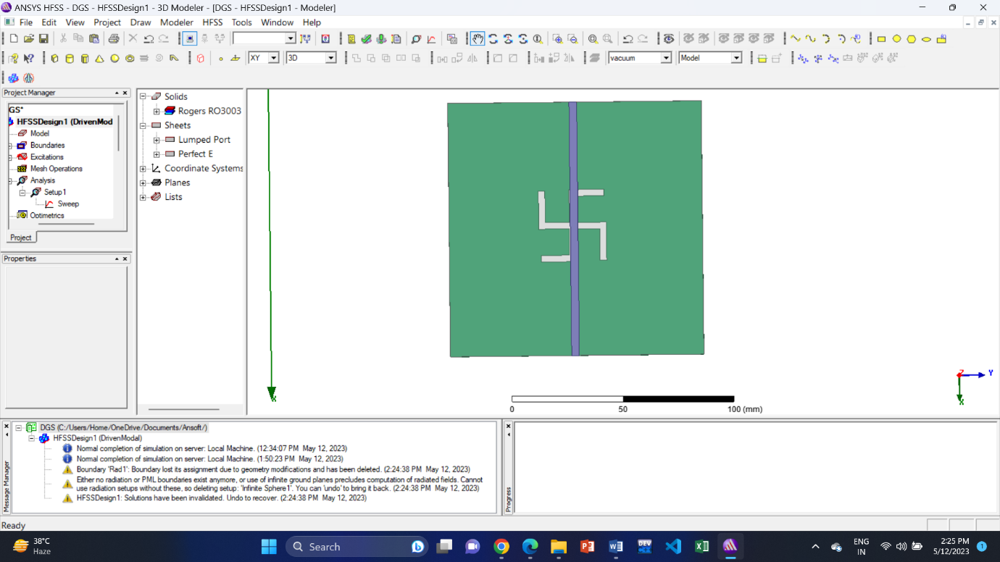 ANSYS HFSS - DGS - HFSSDesign1 - 3D Modeler - [DGS - HFSSDesign1 - Modeler]
File Edit View Project Draw Modeler HFSS Tools Window Help
XY 3D vacuum Model
Project Manager
GS*
HFSSDesign1 (DrivenMod
Model
Boundaries
Excitations
Mesh Operations
Analysis
Setup1
Sweep
Optimetrics
Project
Properties
Solids
Rogers RO3003
Sheets
Lumped Port
Perfect E
Coordinate Systems
Planes
Lists
X
Z
Y
X
0 50 100 (mm)
Message Manager
DGS (C:/Users/Home/OneDrive/Documents/Ansoft/)
HFSSDesign1 (DrivenModal)
Normal completion of simulation on server: Local Machine. (12:34:07 PM May 12, 2023)
Normal completion of simulation on server: Local Machine. (1:50:23 PM May 12, 2023)
Boundary 'Rad1': Boundary lost its assignment due to geometry modifications and has been deleted. (2:24:38 PM May 12, 2023)
Either no radiation or PML boundaries exist anymore, or use of infinite ground planes precludes computation of radiated fields. Cannot
use radiation setups without these, so deleting setup: 'Infinite Sphere1'. You can 'undo' to bring it back. (2:24:38 PM May 12, 2023)
HFSSDesign1: Solutions have been invalidated. Undo to recover. (2:24:38 PM May 12, 2023)
Progress
Ready
38°C
Haze
Search
DEV
ENG
IN
2:25 PM
5/12/2023
1